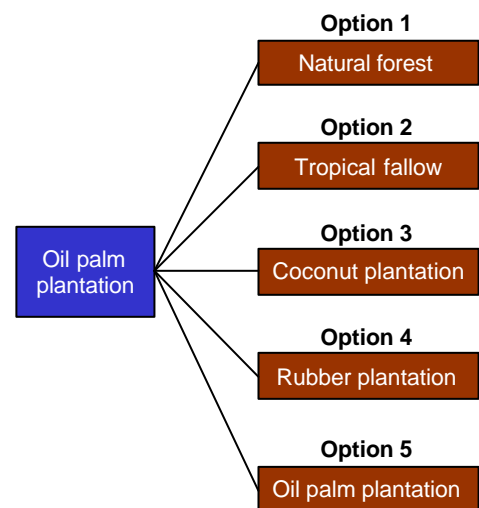 Option 1
Natural forest
Option 2
Tropical fallow
Oil palm
plantation
Option 3
Coconut plantation
Option 4
Rubber plantation
Option 5
Oil palm plantation